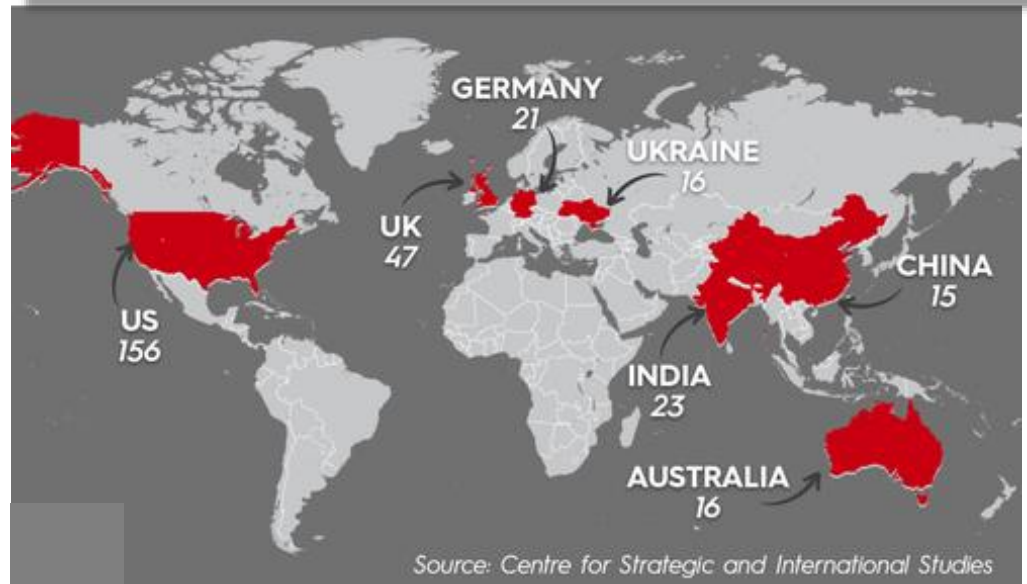 GERMANY
21
UKRAINE
16
UK
47
CHINA
15
US
156
INDIA
23
AUSTRALIA
16
Source: Centre for Strategic and International Studies